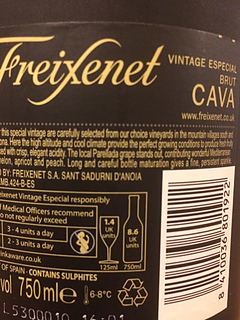 Freixenet
VINTAGE ESPECIAL
BRUT
CAVA
www.freixenet.co.uk
this special vintage are carefully selected from our choice vineyards in the mountain villages south
ona. Here the high altitude and cool climate provide the perfect growing conditions to produce fresh fruity
ed with crisp, elegant acidity. The local Parellada grape stands out, contributing wonderful Mediterranean
melon, apricot and peach. Long and careful bottle maturation gives a fine, persistent sparkle.
D BY: FREIXENET S.A. SANT SADURNI D'ANOIA
MB.424-B-ES
Freixenet Vintage Especial responsibly
f Medical Officers recommend
o not regularly exceed
3 - 4 units a day
2 - 3 units a day
drinkaware.co.uk
1.4
UK
units
125ml
8.6
UK
units
750ml
OF SPAIN - CONTAINS SULPHITES
vol 750 ml e
6-8°C
8 410036 801922